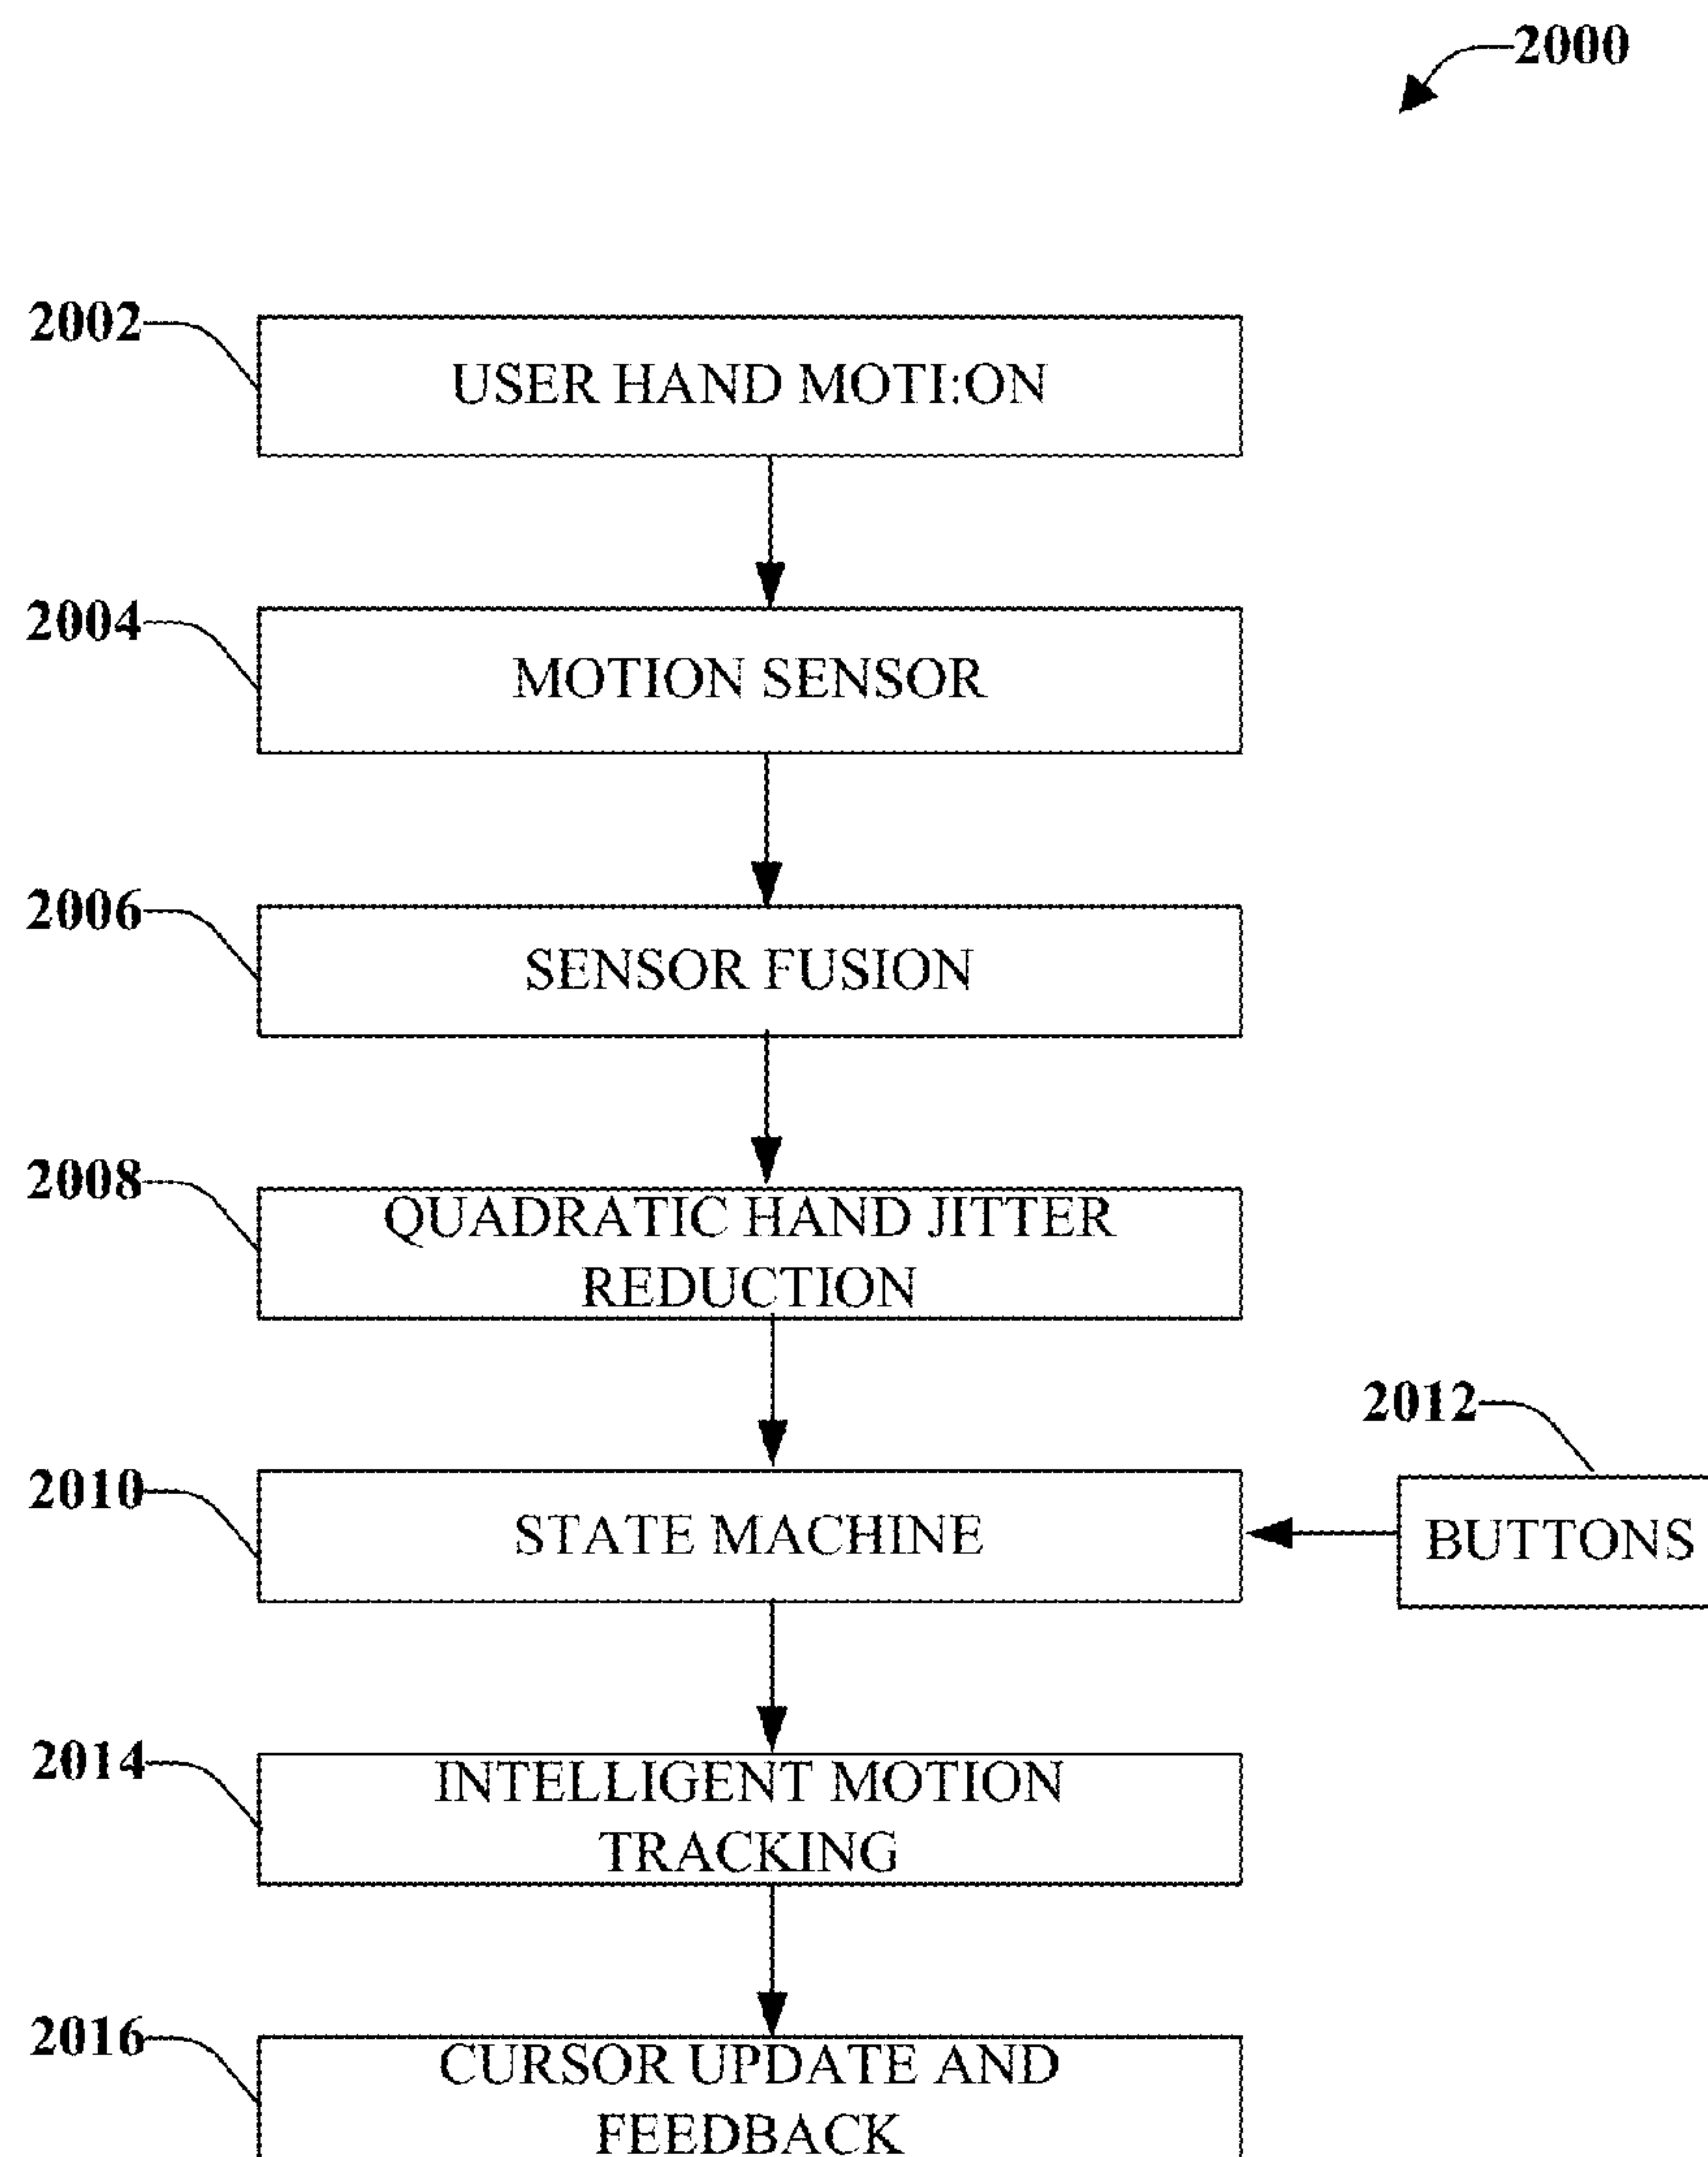 2000
2002
USER HAND MOTI:ON
2004
MOTION SENSOR
2006
SENSOR FUSION
2008
QUADRATIC HAND JITTER
REDUCTION
2012
2010
STATE MACHINE
BUTTONS
2014
INTELLIGENT MOTION
TRACKING
2016
CURSOR UPDATE AND
FEEDBACK